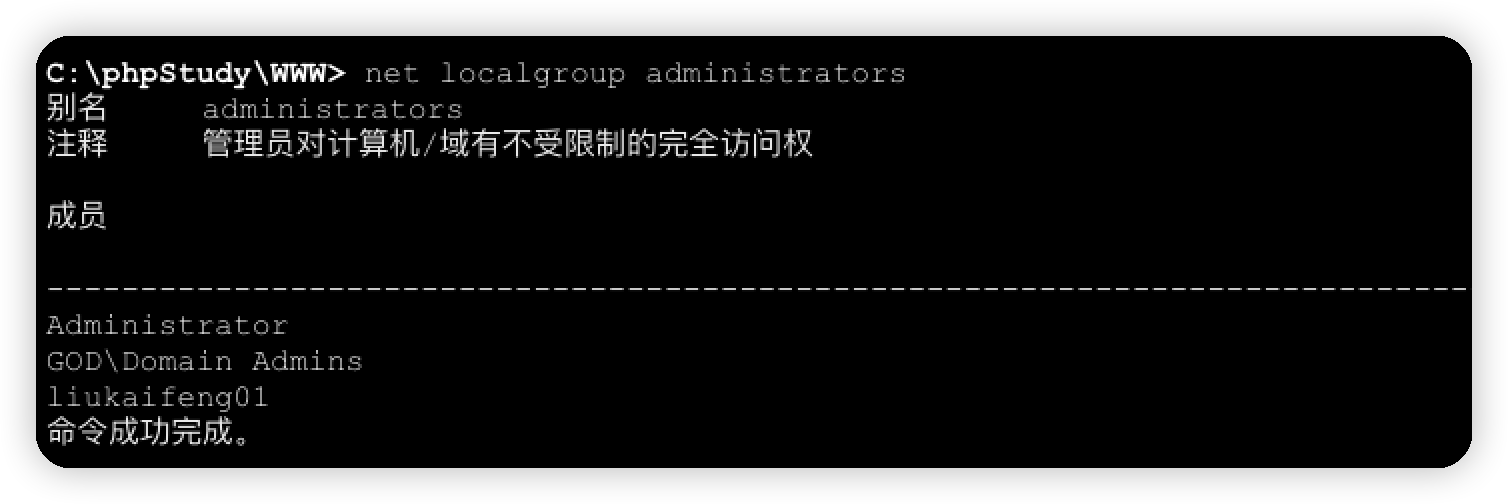 C:\phpStudy\WWW> net localgroup administrators
别名 administrators
注释 管理员对计算机/域有不受限制的完全访问权
成员
-------------------------------------------------------------------------------
Administrator
GOD\Domain Admins
liukaifeng01
命令成功完成。